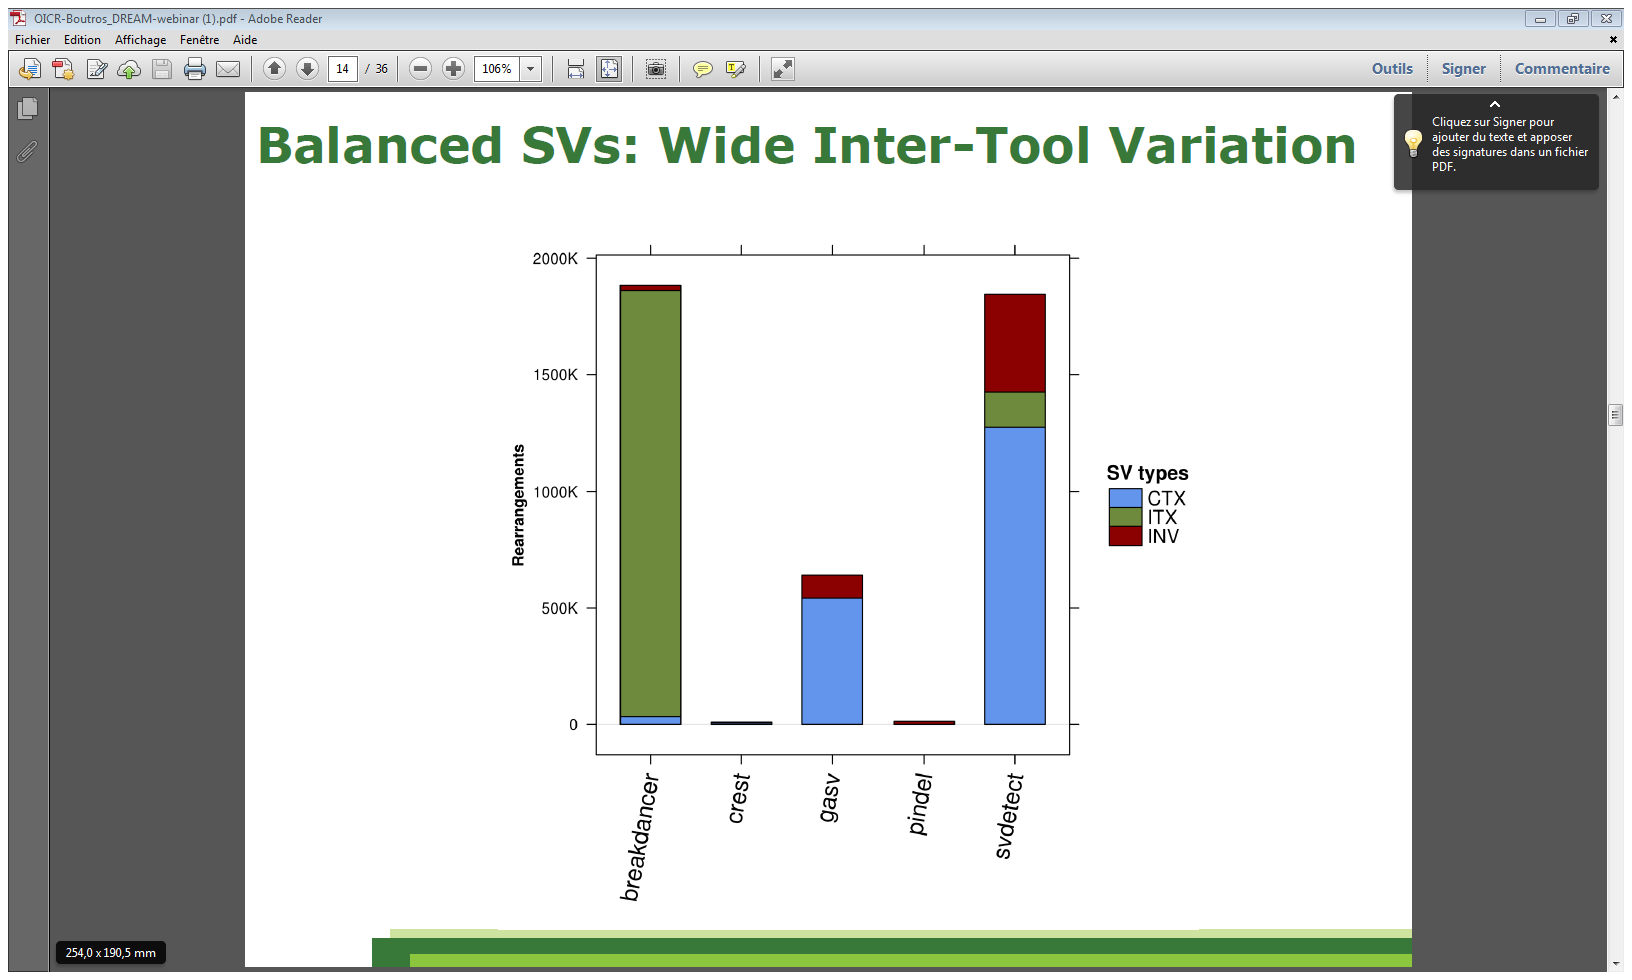 OICR-Boutros_DREAM-webinar (1).pdf - Adobe Reader
Fichier Edition Affichage Fenêtre Aide
14 / 36 106% Outils Signer Commentaire
Cliquez sur Signer pour
ajouter du texte et apposer
des signatures dans un fichier
PDF.
Balanced SVs: Wide Inter-Tool Variation
2000K
1500K
1000K
500K
0
Rearrangements
breakdancer
crest
gasv
pindel
svdetect
SV types
CTX
ITX
INV
254,0 x 190,5 mm